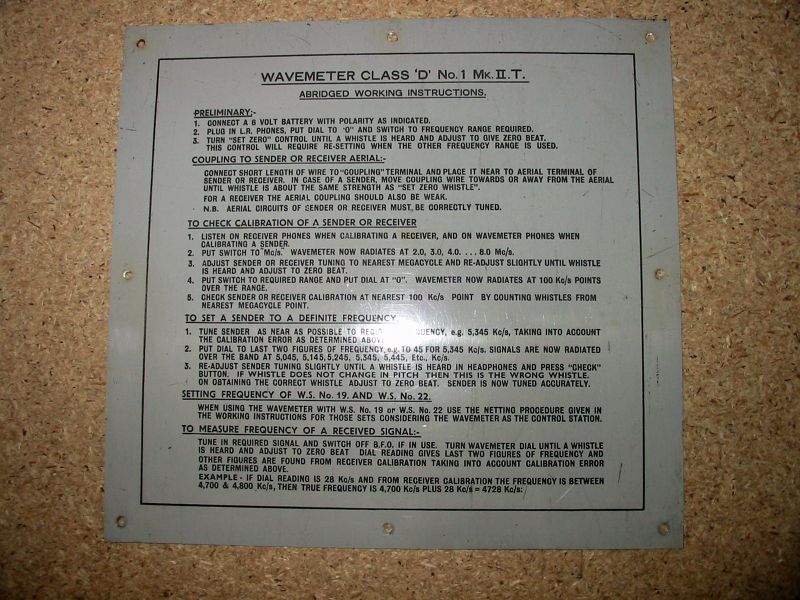 WAVEMETER CLASS 'D' No. 1 MK. II. T.
ABRIDGED WORKING INSTRUCTIONS.
PRELIMINARY:-
1. CONNECT A 6 VOLT BATTERY WITH POLARITY AS INDICATED.
2. PLUG IN L.R. PHONES, PUT DIAL TO "O" AND SWITCH TO FREQUENCY RANGE REQUIRED.
3. TURN "SET ZERO" CONTROL UNTIL A WHISTLE IS HEARD AND ADJUST TO GIVE ZERO BEAT.
THIS CONTROL WILL REQUIRE RE-SETTING WHEN THE OTHER FREQUENCY RANGE IS USED.
COUPLING TO SENDER OR RECEIVER AERIAL:-
CONNECT SHORT LENGTH OF WIRE TO "COUPLING" TERMINAL AND PLACE IT NEAR TO AERIAL TERMINAL OF
SENDER OR RECEIVER. IN CASE OF A SENDER, MOVE COUPLING WIRE TOWARDS OR AWAY FROM THE AERIAL
UNTIL WHISTLE IS ABOUT THE SAME STRENGTH AS "SET ZERO WHISTLE".
FOR A RECEIVER THE AERIAL COUPLING SHOULD ALSO BE WEAK.
N.B. AERIAL CIRCUITS OF SENDER OR RECEIVER MUST BE CORRECTLY TUNED.
TO CHECK CALIBRATION OF A SENDER OR RECEIVER
1. LISTEN ON RECEIVER PHONES WHEN CALIBRATING A RECEIVER, AND ON WAVEMETER PHONES WHEN
CALIBRATING A SENDER.
2. PUT SWITCH TO "Mc/s." WAVEMETER NOW RADIATES AT 2.0, 3.0, 4.0. . . . 8.0 Mc/s.
3. ADJUST SENDER OR RECEIVER TUNING TO NEAREST MEGACYCLE AND RE-ADJUST SLIGHTLY UNTIL WHISTLE
IS HEARD AND ADJUST TO ZERO BEAT.
4. PUT SWITCH TO REQUIRED RANGE AND PUT DIAL AT "O". WAVEMETER NOW RADIATES AT 100 Kc/s POINTS
OVER THE RANGE.
5. CHECK SENDER OR RECEIVER CALIBRATION AT NEAREST 100 Kc/s POINT BY COUNTING WHISTLES FROM
NEAREST MEGACYCLE POINT.
TO SET A SENDER TO A DEFINITE FREQUENCY
1. TUNE SENDER AS NEAR AS POSSIBLE TO e.g. 5,345 Kc/s, TAKING INTO ACCOUNT
THE CALIBRATION ERROR AS DETERMINED ABOVE
2. PUT DIAL TO LAST TWO FIGURES OF FREQUENCY, e.g. TO 45 FOR 5,345 Kc/s. SIGNALS ARE NOW RADIATED
OVER THE BAND AT 5,045, 5,145, 5,245, 5,345, 5,445, Etc., Kc/s.
3. RE-ADJUST SENDER TUNING SLIGHTLY UNTIL A WHISTLE IS HEARD IN HEADPHONES AND PRESS "CHECK"
BUTTON. IF WHISTLE DOES NOT CHANGE IN PITCH THEN THIS IS THE WRONG WHISTLE.
ON OBTAINING THE CORRECT WHISTLE ADJUST TO ZERO BEAT. SENDER IS NOW TUNED ACCURATELY.
SETTING FREQUENCY OF W.S. No. 19. AND W.S. No. 22.
WHEN USING THE WAVEMETER WITH W.S. No. 19 or W.S. No. 22 USE THE NETTING PROCEDURE GIVEN IN
THE WORKING INSTRUCTIONS FOR THOSE SETS CONSIDERING THE WAVEMETER AS THE CONTROL STATION.
TO MEASURE FREQUENCY OF A RECEIVED SIGNAL:-
TUNE IN REQUIRED SIGNAL AND SWITCH OFF B.F.O. IF IN USE. TURN WAVEMETER DIAL UNTIL A WHISTLE
IS HEARD AND ADJUST TO ZERO BEAT DIAL READING GIVES LAST TWO FIGURES OF FREQUENCY AND
OTHER FIGURES ARE FOUND FROM RECEIVER CALIBRATION TAKING INTO ACCOUNT CALIBRATION ERROR
AS DETERMINED ABOVE.
EXAMPLE - IF DIAL READING IS 28 Kc/s AND FROM RECEIVER CALIBRATION THE FREQUENCY IS BETWEEN
4,700 & 4,800 Kc/s, THEN TRUE FREQUENCY IS 4,700 Kc/s PLUS 28 Kc/s = 4728 Kc/s.